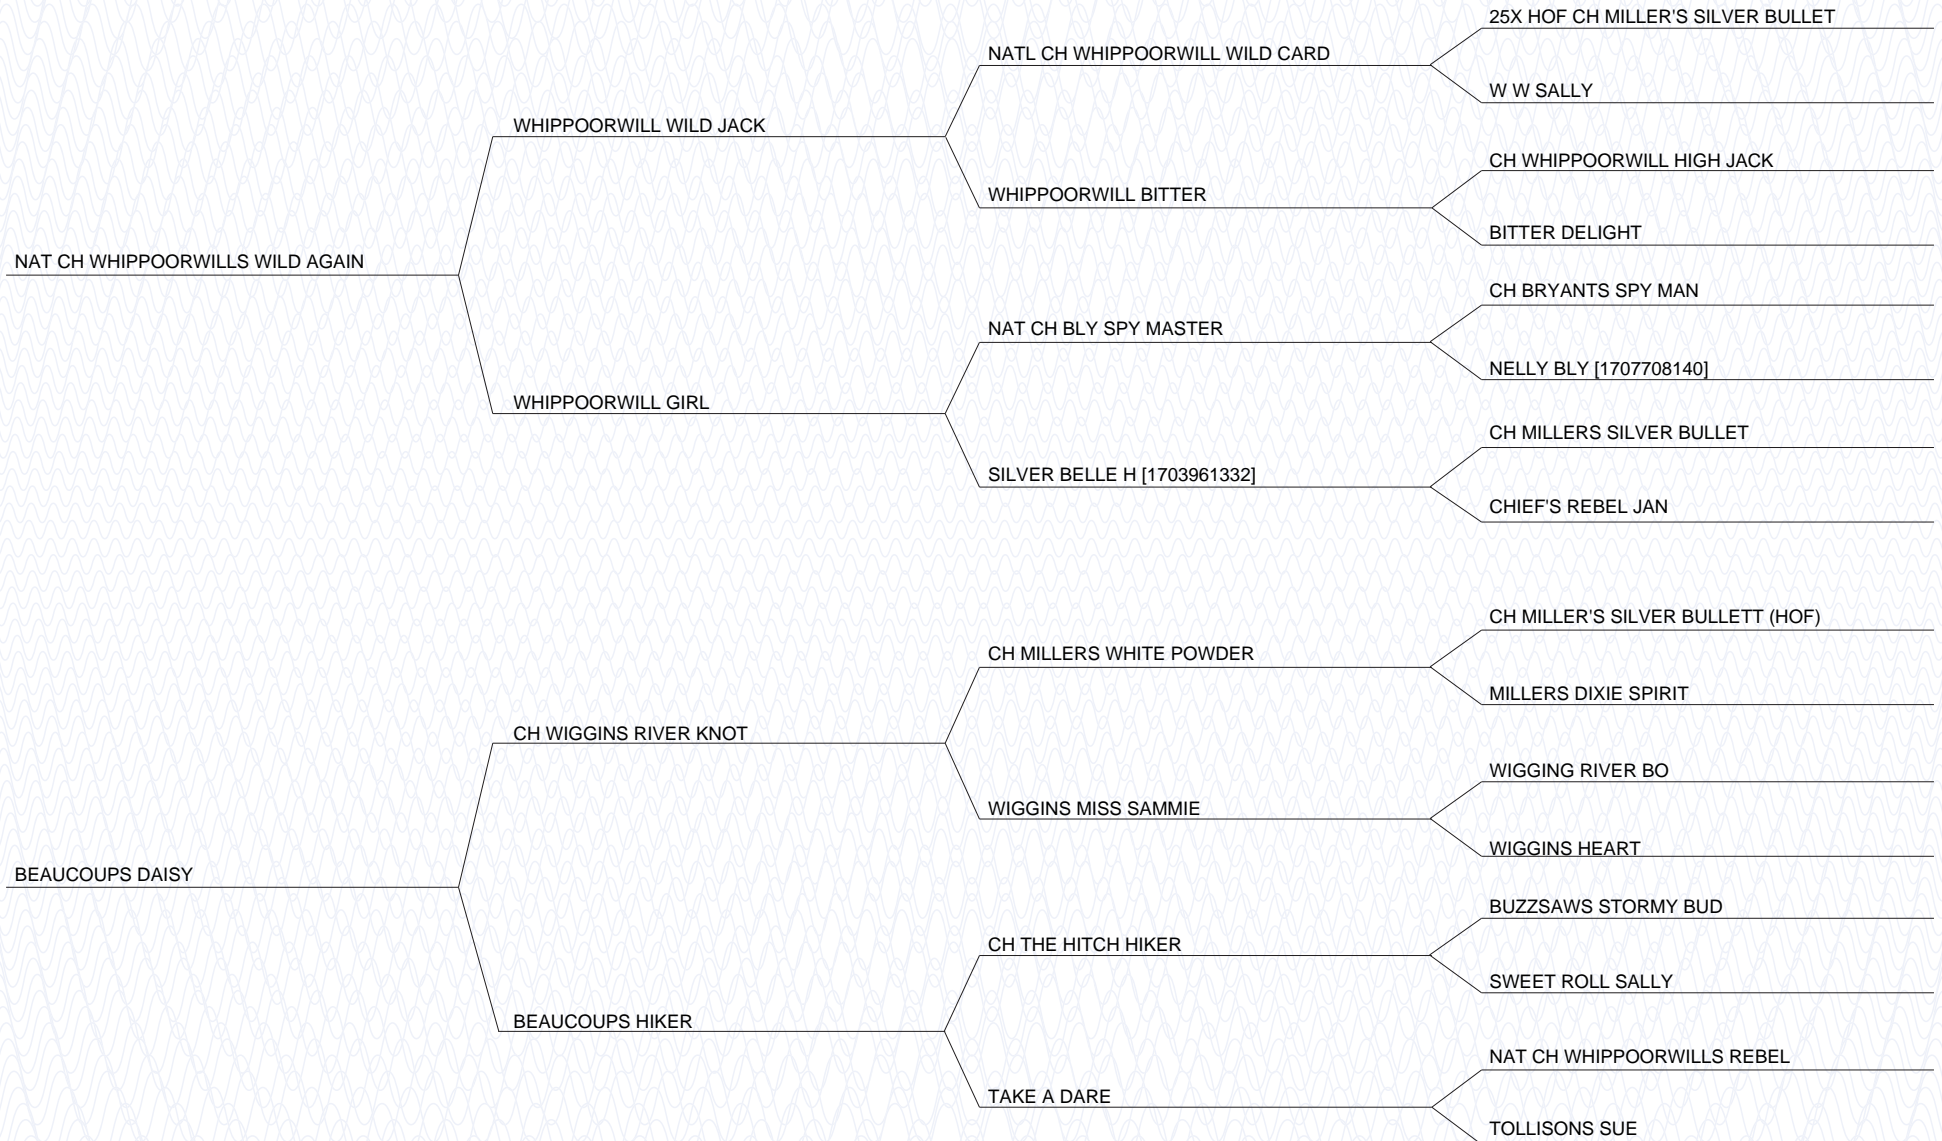 25X HOF CH MILLER'S SILVER BULLET
NATL CH WHIPPOORWILL WILD CARD
W W SALLY
WHIPPOORWILL WILD JACK
CH WHIPPOORWILL HIGH JACK
WHIPPOORWILL BITTER
BITTER DELIGHT
NAT CH WHIPPOORWILLS WILD AGAIN
CH BRYANTS SPY MAN
NAT CH BLY SPY MASTER
NELLY BLY [1707708140]
WHIPPOORWILL GIRL
CH MILLERS SILVER BULLET
SILVER BELLE H [1703961332]
CHIEF'S REBEL JAN
CH MILLER'S SILVER BULLETT (HOF)
CH MILLERS WHITE POWDER
MILLERS DIXIE SPIRIT
CH WIGGINS RIVER KNOT
WIGGING RIVER BO
WIGGINS MISS SAMMIE
WIGGINS HEART
BEAUCOUPS DAISY
BUZZSAWS STORMY BUD
CH THE HITCH HIKER
SWEET ROLL SALLY
BEAUCOUPS HIKER
NAT CH WHIPPOORWILLS REBEL
TAKE A DARE
TOLLISONS SUE